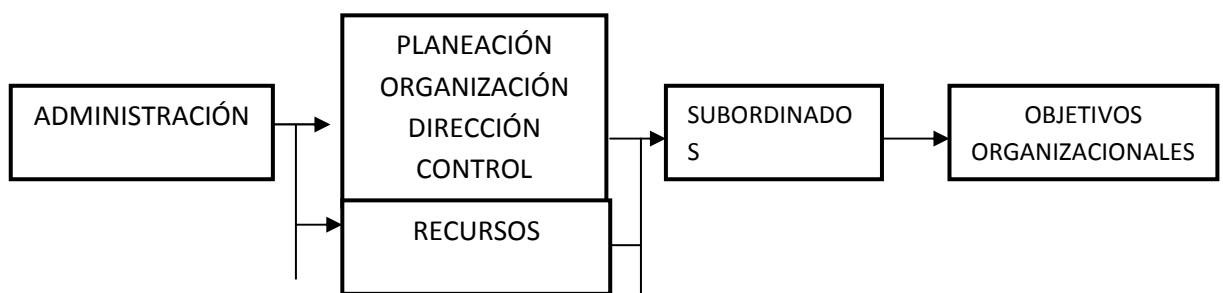 ADMINISTRACIÓN
PLANEACIÓN
ORGANIZACIÓN
DIRECCIÓN
CONTROL
RECURSOS
SUBORDINADO
S
OBJETIVOS
ORGANIZACIONALES